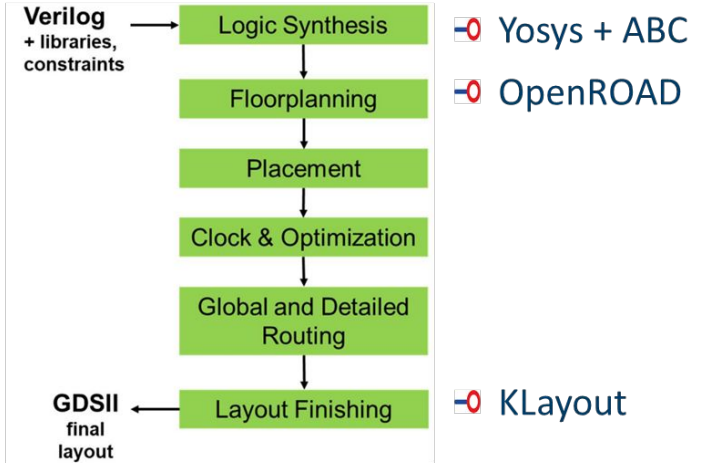 Verilog
+ libraries,
constraints
Logic Synthesis
Yosys + ABC
Floorplanning
OpenROAD
Placement
Clock & Optimization
Global and Detailed
Routing
GDSII
final
layout
Layout Finishing
KLayout